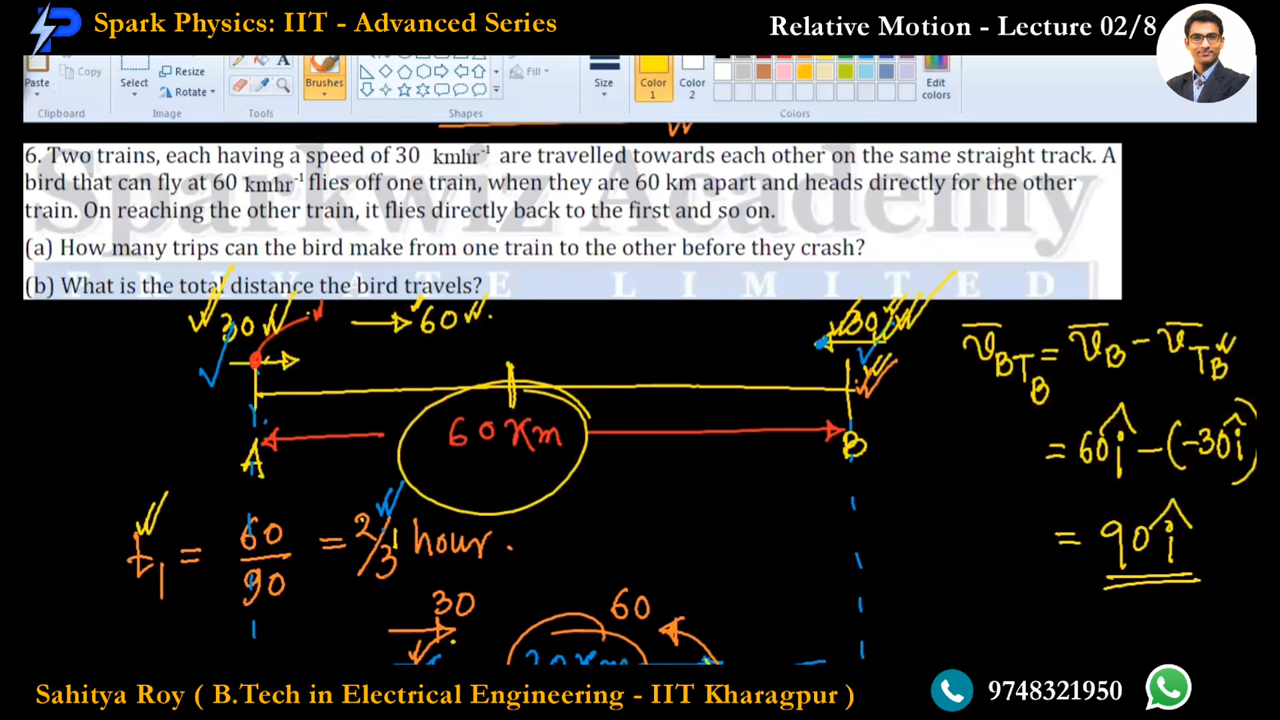 Spark Physics: IIT - Advanced Series
Relative Motion - Lecture 02/8
Paste Copy Select Resize Rotate A Brushes Fill Size Color 1 Color 2 Edit colors
Clipboard Image Tools Shapes Colors
6. Two trains, each having a speed of 30 kmhr⁻¹ are travelled towards each other on the same straight track. A
bird that can fly at 60 kmhr⁻¹ flies off one train, when they are 60 km apart and heads directly for the other
train. On reaching the other train, it flies directly back to the first and so on.
(a) How many trips can the bird make from one train to the other before they crash?
(b) What is the total distance the bird travels?
Sparkwiz Academy
PRIVATE LIMITED
30 → 60 30
V̄BTB = V̄B - V̄TB
60 Km
A B
= 60î - (-30î)
= 90î
t₁ = 60/90 = 2/3 hour.
30 60
Sahitya Roy ( B.Tech in Electrical Engineering - IIT Kharagpur )
9748321950